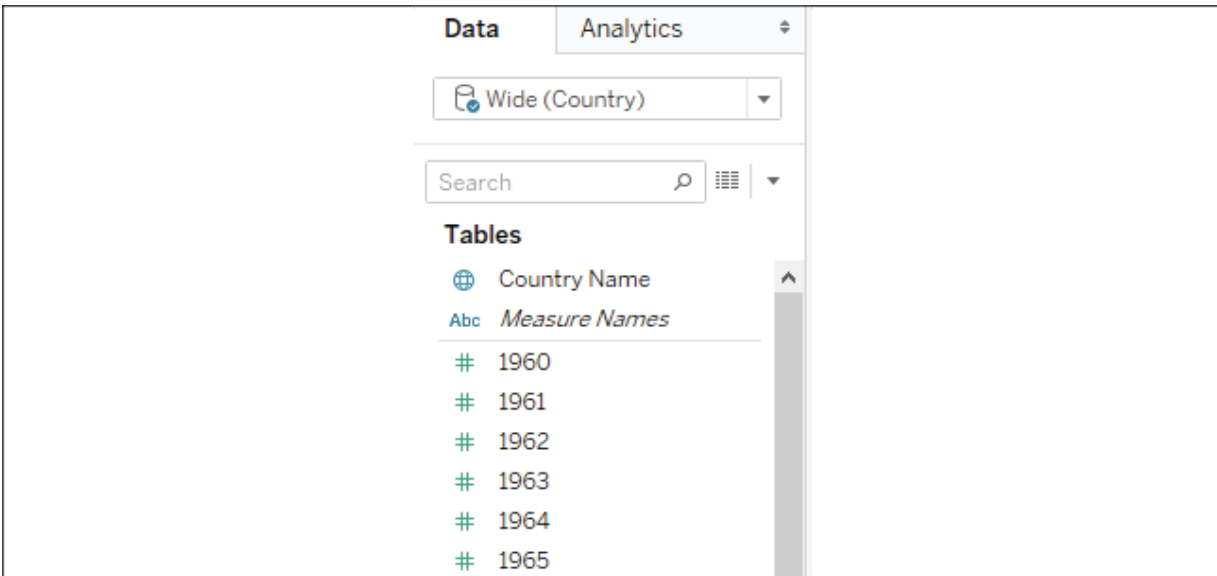 Data Analytics
Wide (Country)
Search
Tables
Country Name
Abc Measure Names
# 1960
# 1961
# 1962
# 1963
# 1964
# 1965